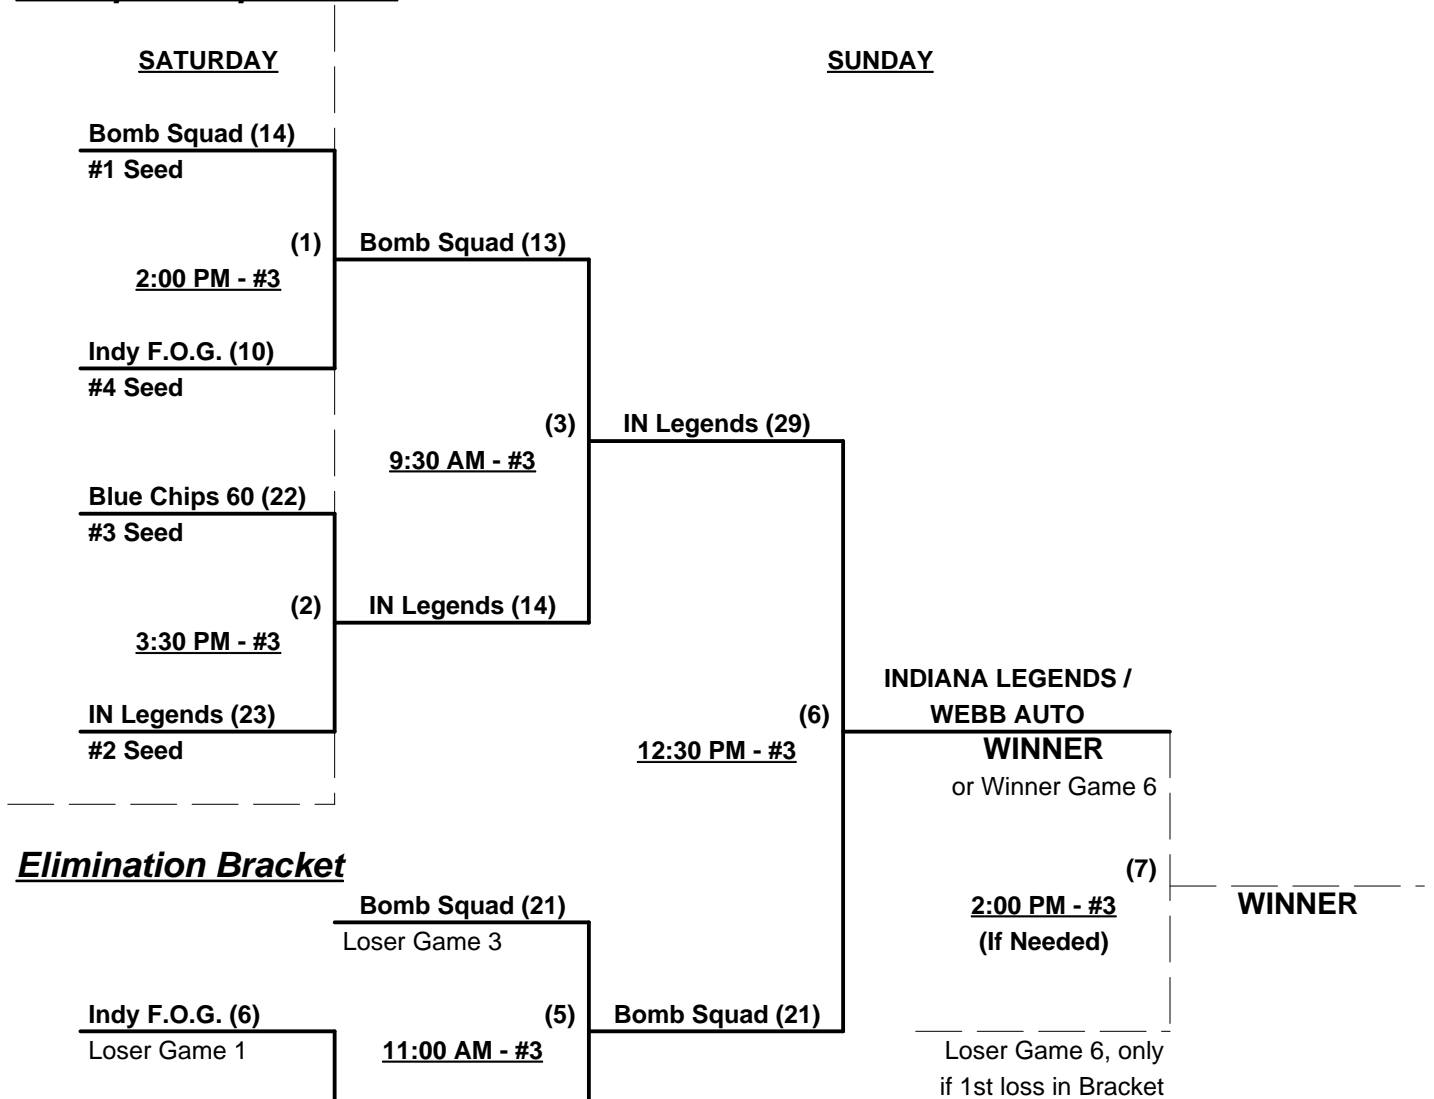 SATURDAY
SUNDAY
Bomb Squad (14)
#1 Seed
(1)
Bomb Squad (13)
2:00 PM - #3
Indy F.O.G. (10)
#4 Seed
(3)
IN Legends (29)
9:30 AM - #3
Blue Chips 60 (22)
#3 Seed
(2)
IN Legends (14)
3:30 PM - #3
INDIANA LEGENDS /
IN Legends (23)
(6)
WEBB AUTO
#2 Seed
12:30 PM - #3
WINNER
or Winner Game 6
Elimination Bracket
(7)
Bomb Squad (21)
2:00 PM - #3
WINNER
Loser Game 3
(If Needed)
Indy F.O.G. (6)
(5)
Bomb Squad (21)
Loser Game 1
11:00 AM - #3
Loser Game 6, only
if 1st loss in Bracket